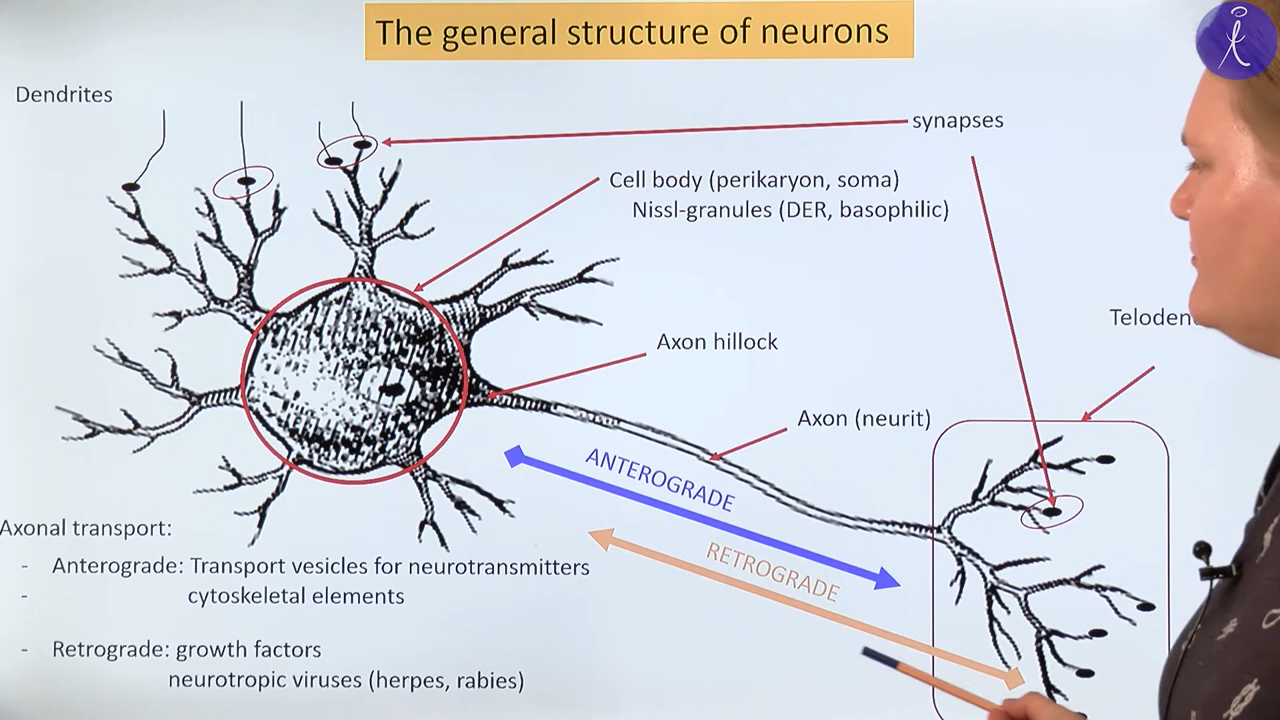 The general structure of neurons
Dendrites
synapses
Cell body (perikaryon, soma)
Nissl-granules (DER, basophilic)
Axon hillock
Axon (neurit)
ANTEROGRADE
RETROGRADE
Axonal transport:
- Anterograde: Transport vesicles for neurotransmitters
- cytoskeletal elements
- Retrograde: growth factors
neurotropic viruses (herpes, rabies)